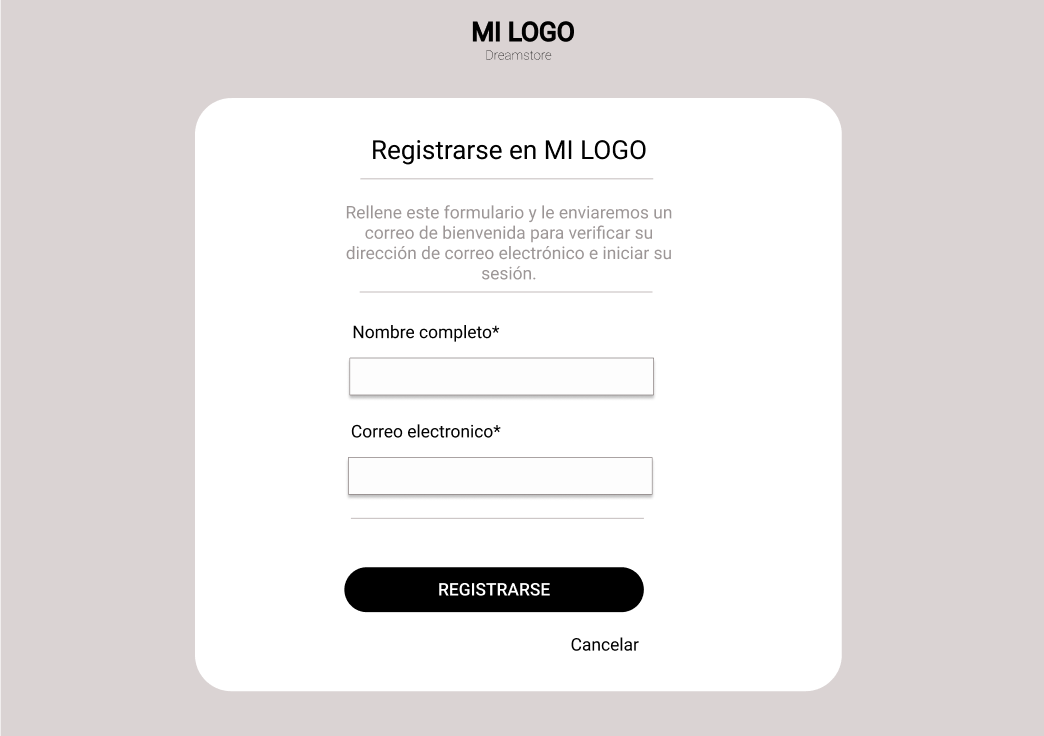 MI LOGO
Dreamstore
Registrarse en MI LOGO
Rellene este formulario y le enviaremos un
correo de bienvenida para verificar su
dirección de correo electrónico e iniciar su
sesión.
Nombre completo*
Correo electronico*
REGISTRARSE
Cancelar